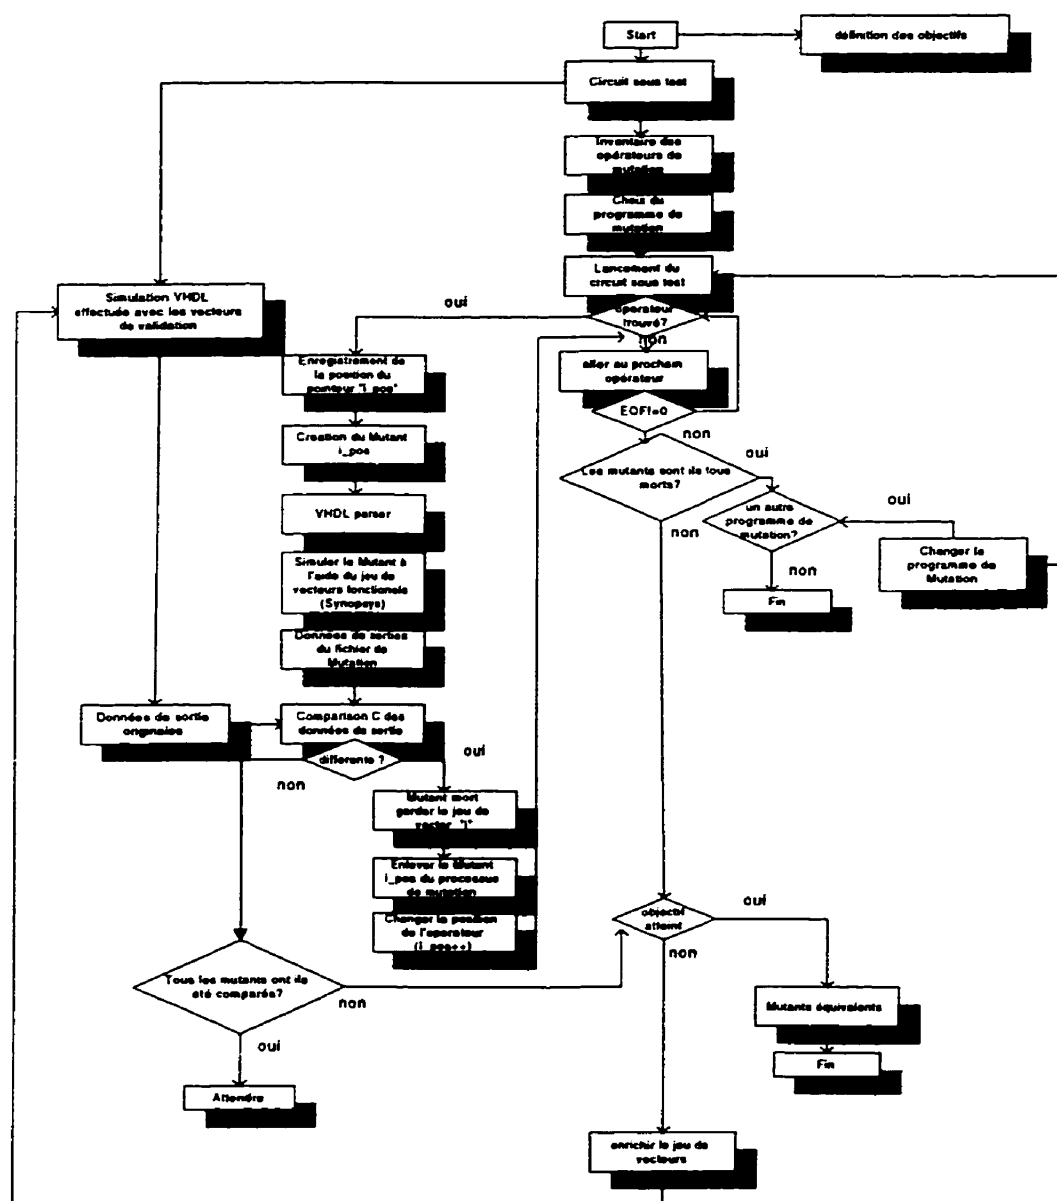 Start
définition des objectifs
Circuit sous test
Inventaire des
opérateurs de
mutation
Choix du
programme de
mutation
Lancement du
circuit sous test
opérateur
trouvé?
oui
non
Simulation VHDL
effectuée avec les vecteurs
de validation
Enregistrement de
la position du
pointeur "i_pos"
aller au prochain
opérateur
EOF!=0
non
Creation du Mutant
i_pos
Les mutants sont ils tous
morts?
oui
non
VHDL parser
un autre
programme de
mutation?
oui
non
Changer le
programme de
Mutation
Fin
Simuler le Mutant à
l'aide du jeu de
vecteurs fonctionels
(Synopsys)
Données de sorties
du fichier de
Mutation
Données de sortie
originales
Comparison C des
données de sortie
differente ?
oui
non
Mutant mort
garder le jeu de
vector "i"
Enlever le Mutant
i_pos du processus
de mutation
Changer la position
de l'operateur
(i_pos++)
objectif
atteint
oui
non
Tous les mutants ont ils
été comparés?
non
oui
Attendre
Mutants équivalents
Fin
enrichir le jeu de
vecteurs